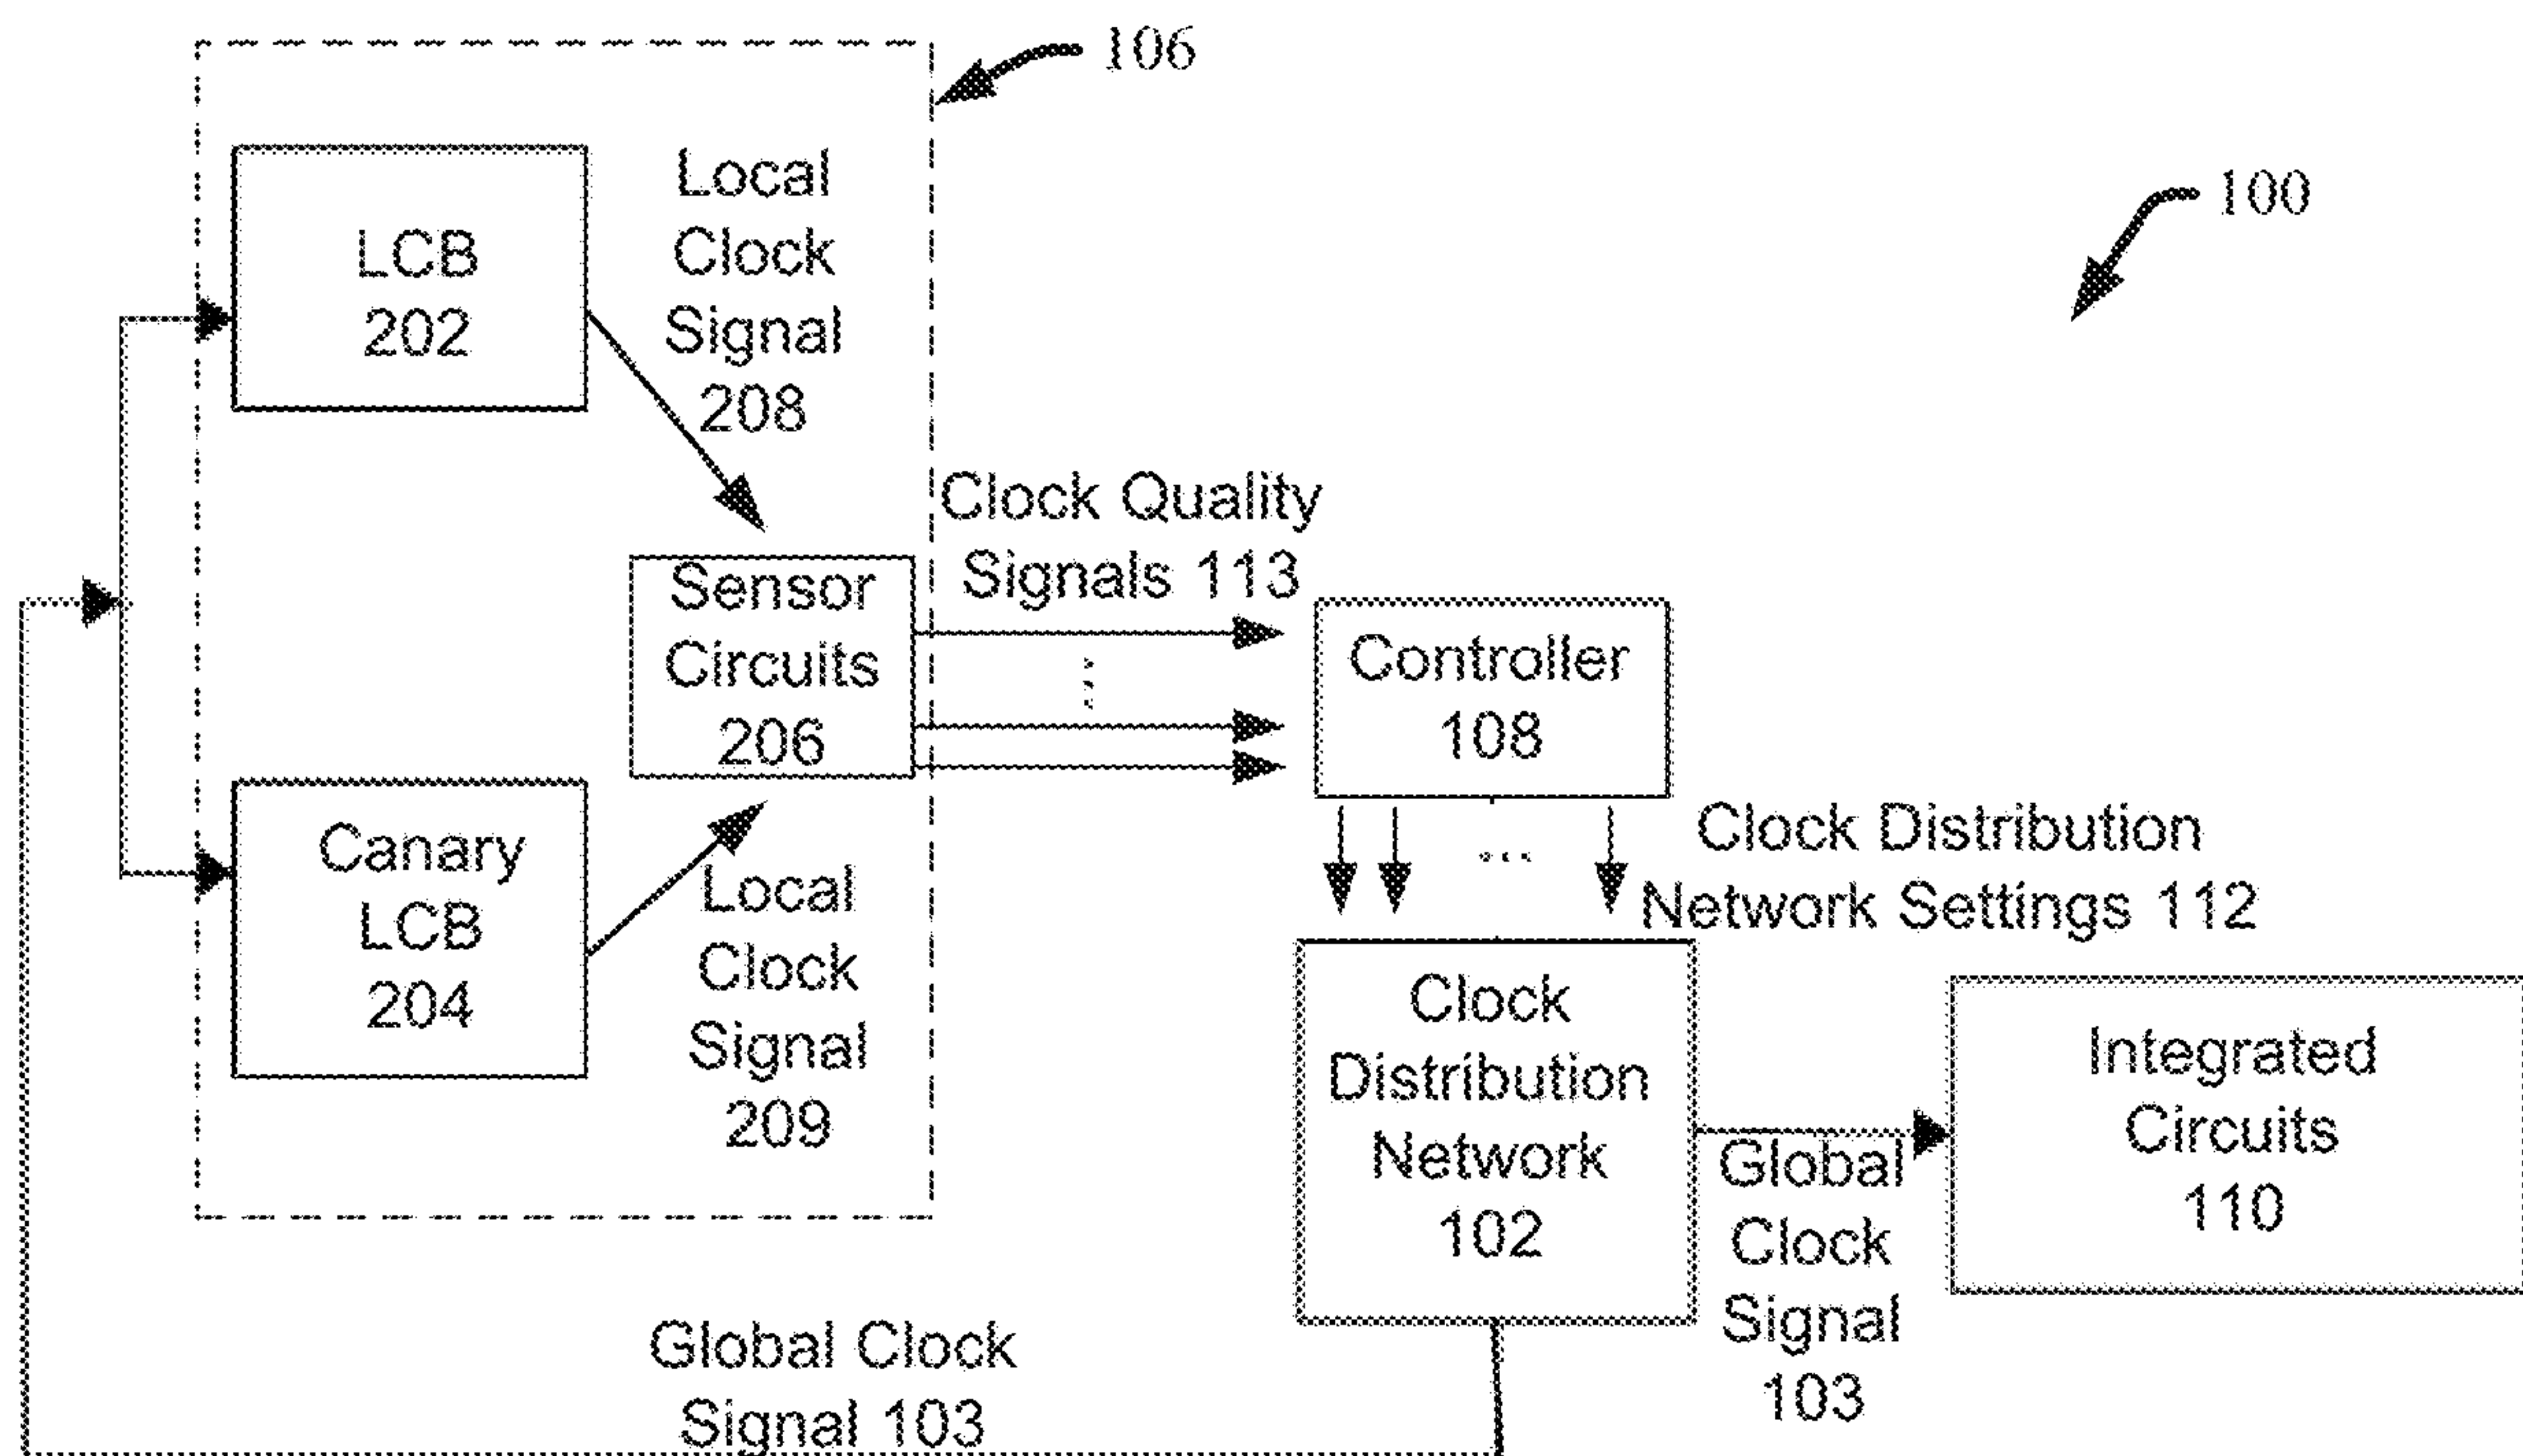 106
100
LCB
202
Local
Clock
Signal
208
Clock Quality
Signals 113
Sensor
Circuits
206
Controller
108
Canary
LCB
204
Local
Clock
Signal
209
Clock Distribution
Network Settings 112
Clock
Distribution
Network
102
Global
Clock
Signal
103
Integrated
Circuits
110
Global Clock
Signal 103